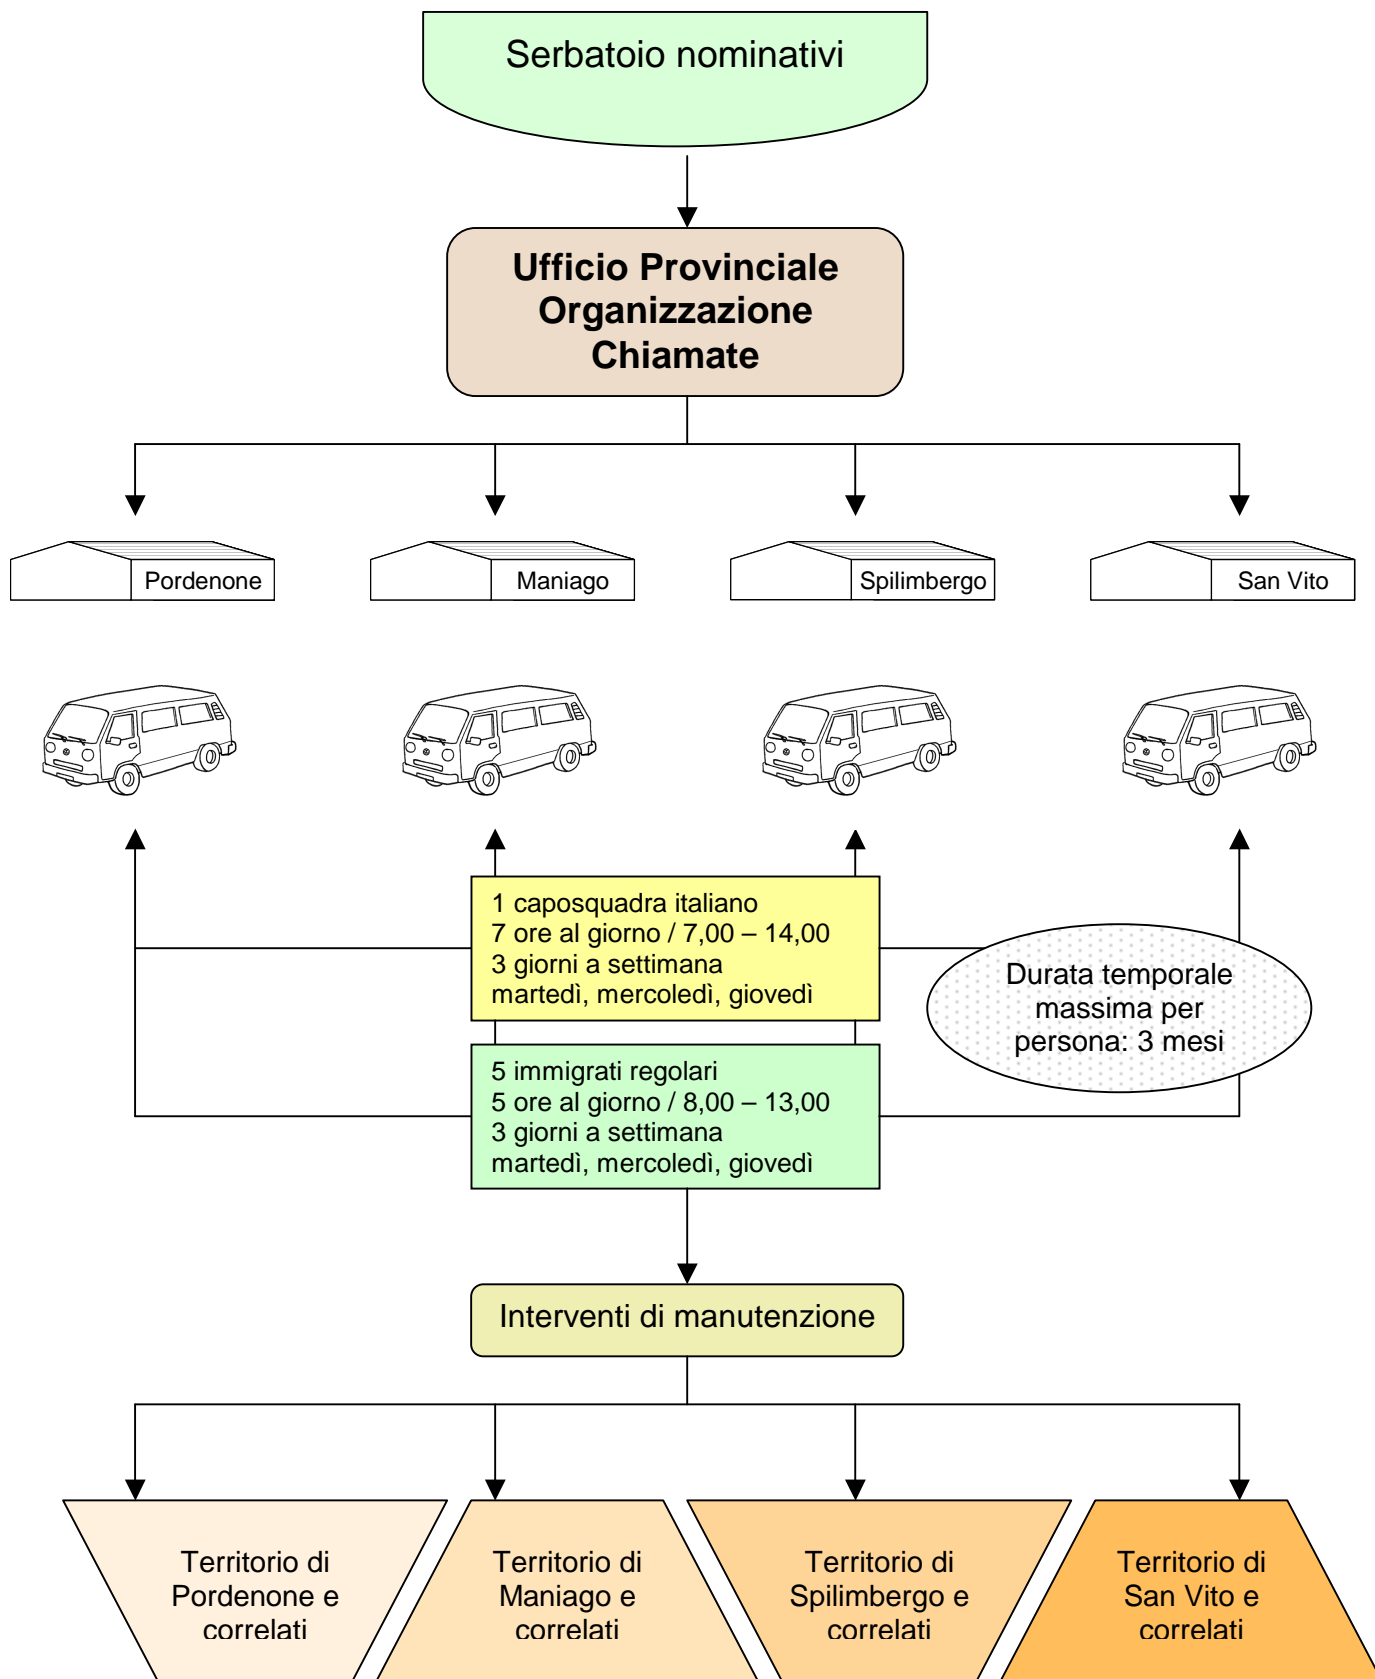 Serbatoio nominativi
Ufficio Provinciale
Organizzazione
Chiamate
Pordenone
Maniago
Spilimbergo
San Vito
1 caposquadra italiano
7 ore al giorno / 7,00 – 14,00
3 giorni a settimana
martedì, mercoledì, giovedì
Durata temporale
massima per
persona: 3 mesi
5 immigrati regolari
5 ore al giorno / 8,00 – 13,00
3 giorni a settimana
martedì, mercoledì, giovedì
Interventi di manutenzione
Territorio di
Pordenone e
correlati
Territorio di
Maniago e
correlati
Territorio di
Spilimbergo e
correlati
Territorio di
San Vito e
correlati